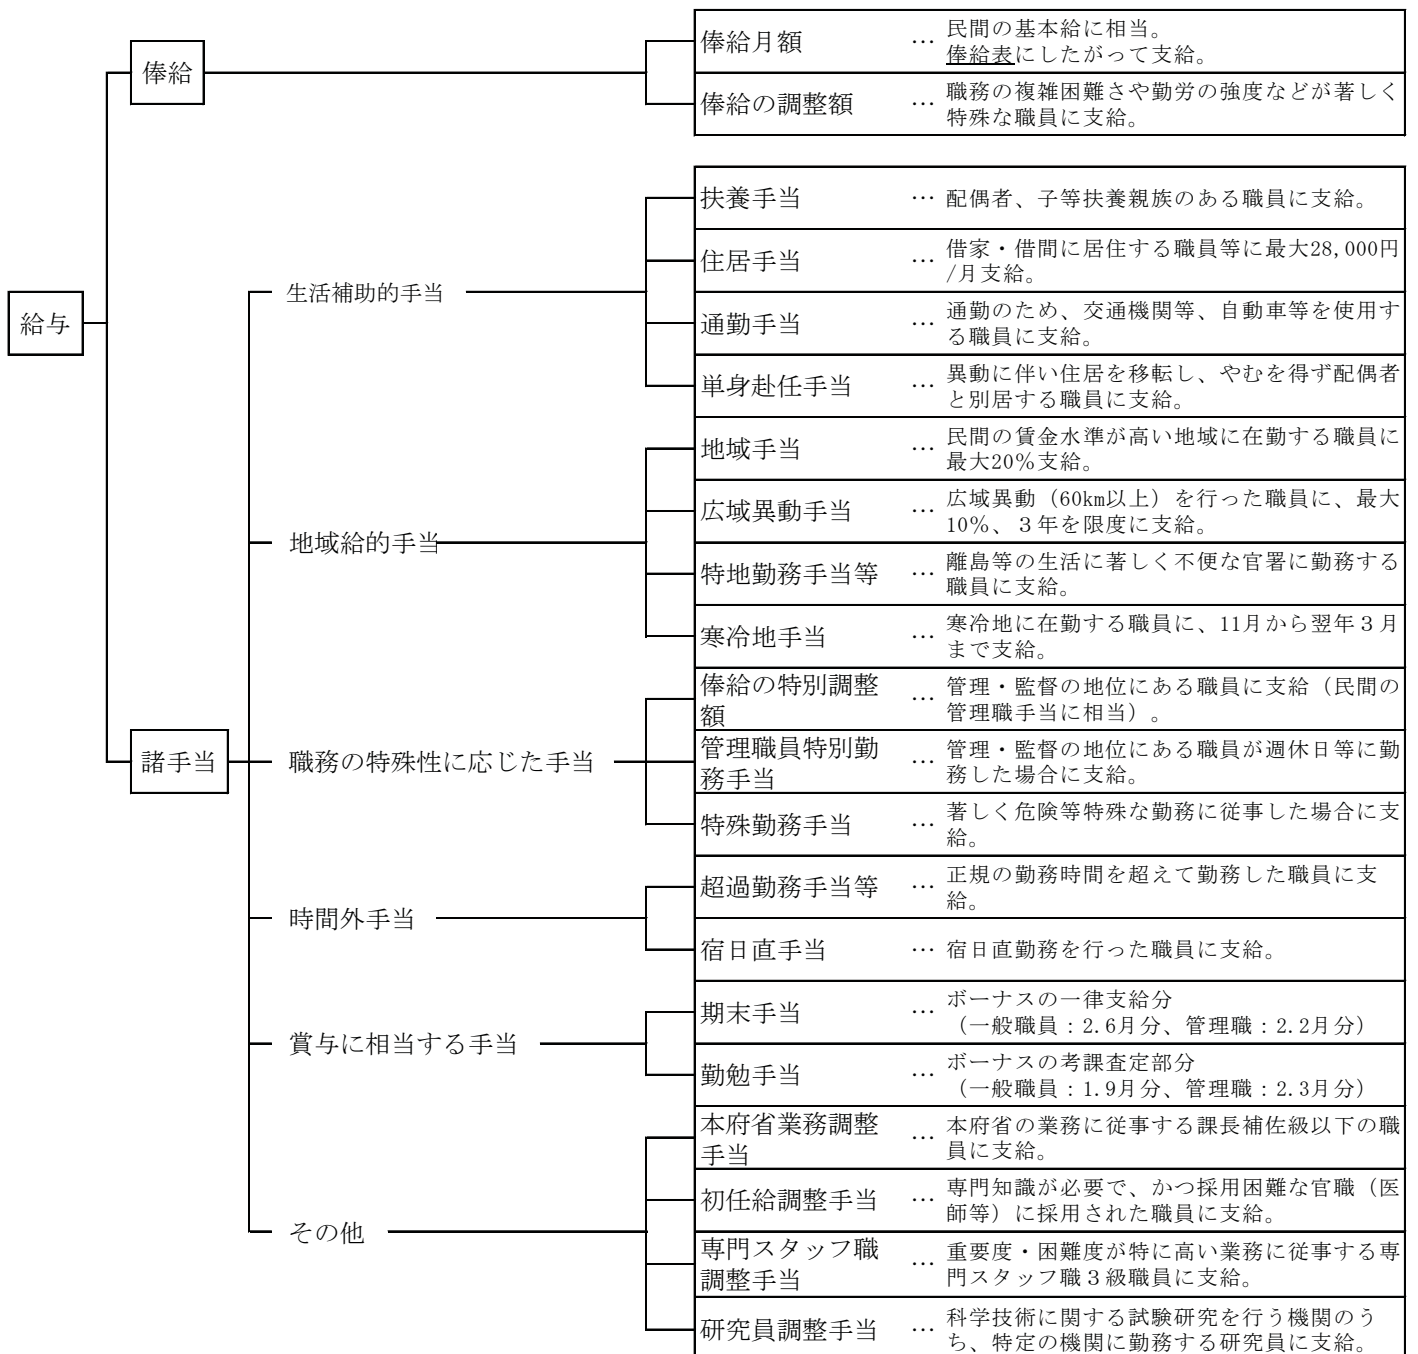 給与
俸給
俸給月額 … 民間の基本給に相当。
俸給表にしたがって支給。
俸給の調整額 … 職務の複雑困難さや勤労の強度などが著しく
特殊な職員に支給。
諸手当
生活補助的手当
扶養手当 … 配偶者、子等扶養親族のある職員に支給。
住居手当 … 借家・借間に居住する職員等に最大28,000円
/月支給。
通勤手当 … 通勤のため、交通機関等、自動車等を使用す
る職員に支給。
単身赴任手当 … 異動に伴い住居を移転し、やむを得ず配偶者
と別居する職員に支給。
地域給的手当
地域手当 … 民間の賃金水準が高い地域に在勤する職員に
最大20％支給。
広域異動手当 … 広域異動（60km以上）を行った職員に、最大
10％、３年を限度に支給。
特地勤務手当等 … 離島等の生活に著しく不便な官署に勤務する
職員に支給。
寒冷地手当 … 寒冷地に在勤する職員に、11月から翌年３月
まで支給。
職務の特殊性に応じた手当
俸給の特別調整
額
… 管理・監督の地位にある職員に支給（民間の
管理職手当に相当）。
管理職員特別勤
務手当
… 管理・監督の地位にある職員が週休日等に勤
務した場合に支給。
特殊勤務手当 … 著しく危険等特殊な勤務に従事した場合に支
給。
時間外手当
超過勤務手当等 … 正規の勤務時間を超えて勤務した職員に支
給。
宿日直手当 … 宿日直勤務を行った職員に支給。
賞与に相当する手当
期末手当 … ボーナスの一律支給分
（一般職員：2.6月分、管理職：2.2月分）
勤勉手当 … ボーナスの考課査定部分
（一般職員：1.9月分、管理職：2.3月分）
その他
本府省業務調整
手当
… 本府省の業務に従事する課長補佐級以下の職
員に支給。
初任給調整手当 … 専門知識が必要で、かつ採用困難な官職（医
師等）に採用された職員に支給。
専門スタッフ職
調整手当
… 重要度・困難度が特に高い業務に従事する専
門スタッフ職３級職員に支給。
研究員調整手当 … 科学技術に関する試験研究を行う機関のう
ち、特定の機関に勤務する研究員に支給。